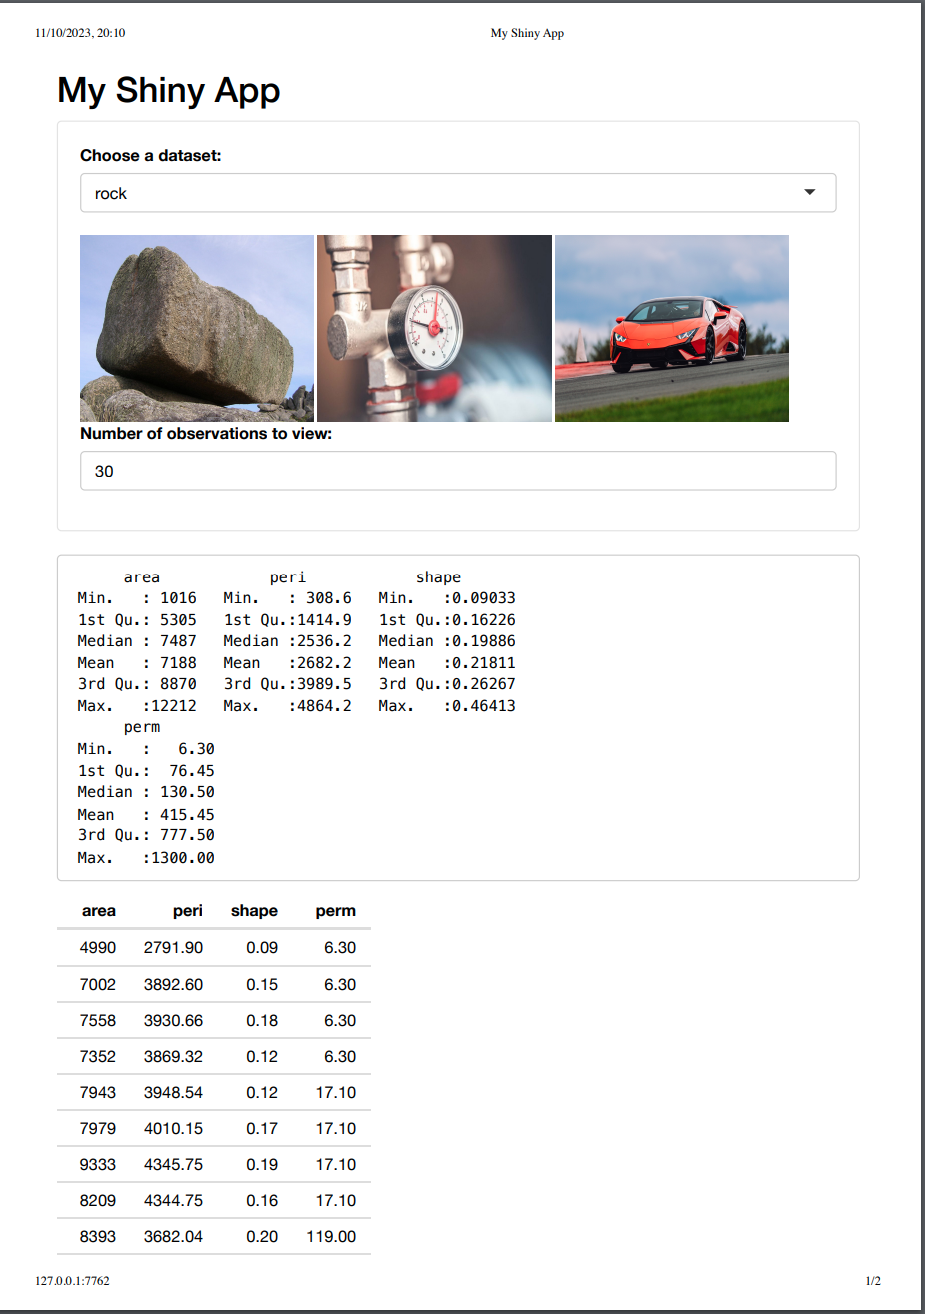 11/10/2023, 20:10 My Shiny App
My Shiny App
Choose a dataset:
rock
Number of observations to view:
30
area peri shape
Min. : 1016 Min. : 308.6 Min. :0.09033
1st Qu.: 5305 1st Qu.:1414.9 1st Qu.:0.16226
Median : 7487 Median :2536.2 Median :0.19886
Mean : 7188 Mean :2682.2 Mean :0.21811
3rd Qu.: 8870 3rd Qu.:3989.5 3rd Qu.:0.26267
Max. :12212 Max. :4864.2 Max. :0.46413
perm
Min. : 6.30
1st Qu.: 76.45
Median : 130.50
Mean : 415.45
3rd Qu.: 777.50
Max. :1300.00
area peri shape perm
4990 2791.90 0.09 6.30
7002 3892.60 0.15 6.30
7558 3930.66 0.18 6.30
7352 3869.32 0.12 6.30
7943 3948.54 0.12 17.10
7979 4010.15 0.17 17.10
9333 4345.75 0.19 17.10
8209 4344.75 0.16 17.10
8393 3682.04 0.20 119.00
127.0.0.1:7762 1/2